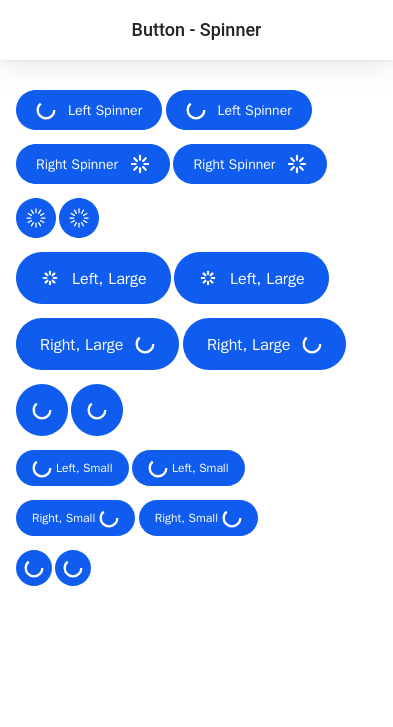 Button - Spinner
Left Spinner Left Spinner
Right Spinner Right Spinner
Left, Large Left, Large
Right, Large Right, Large
Left, Small Left, Small
Right, Small Right, Small